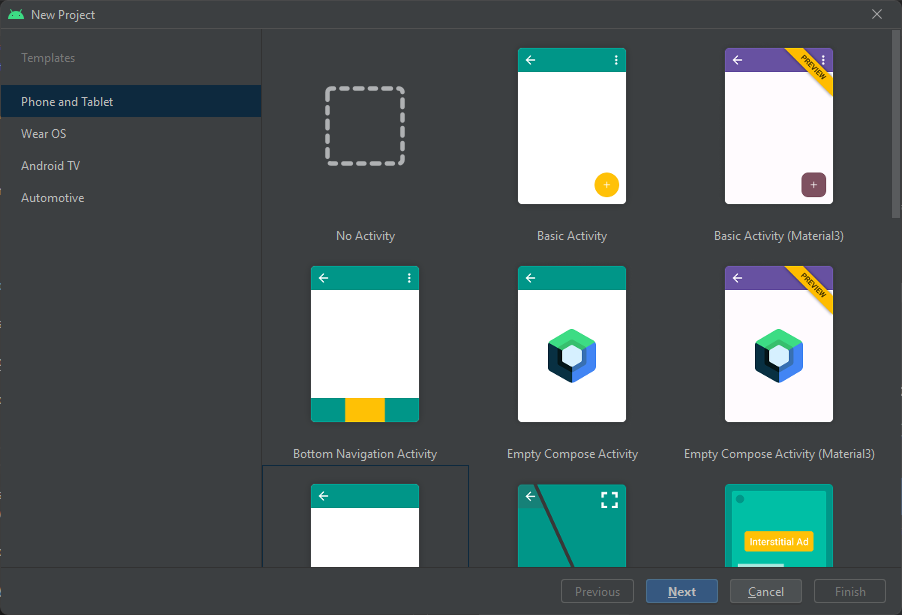 New Project
Templates
Phone and Tablet
Wear OS
Android TV
Automotive
PREVIEW
No Activity
Basic Activity
Basic Activity (Material3)
PREVIEW
Bottom Navigation Activity
Empty Compose Activity
Empty Compose Activity (Material3)
Interstitial Ad
Previous
Next
Cancel
Finish